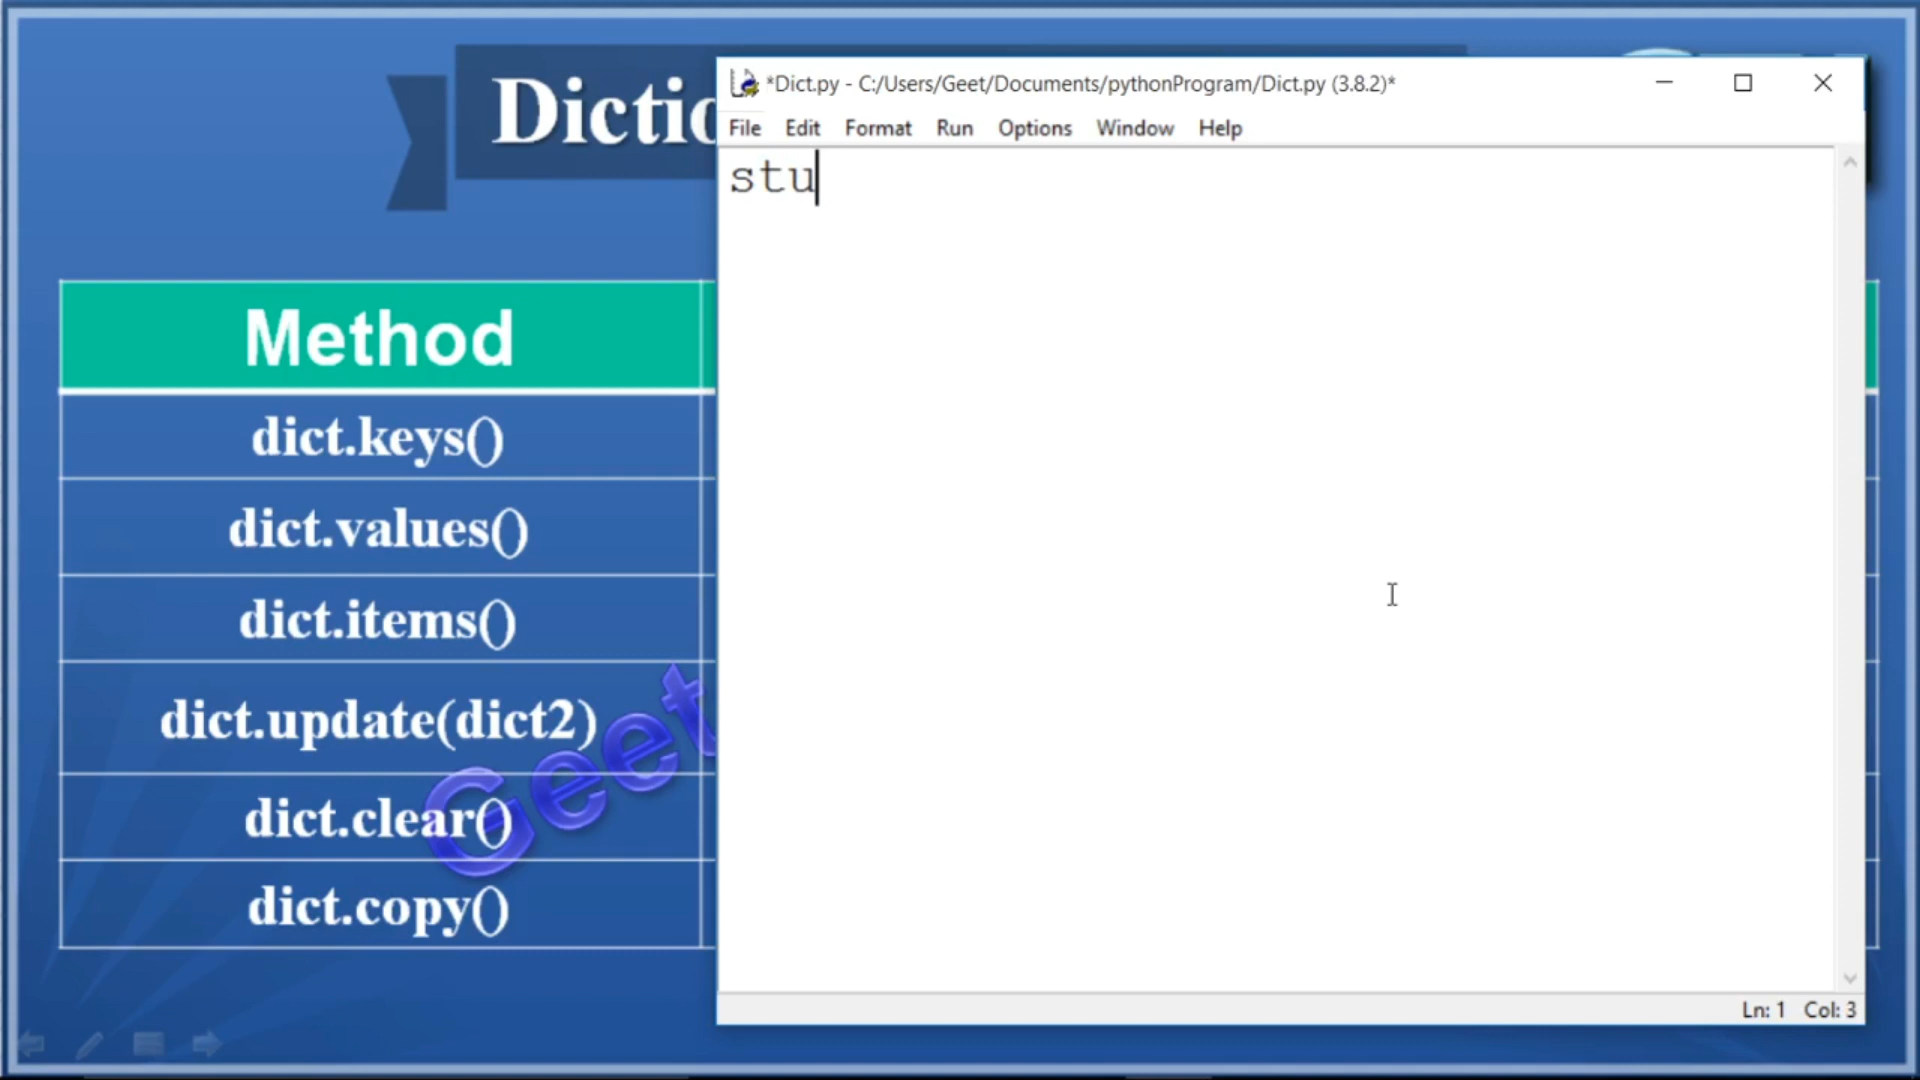 Dictio
*Dict.py - C:/Users/Geet/Documents/pythonProgram/Dict.py (3.8.2)*
File Edit Format Run Options Window Help
stu
Method
dict.keys()
dict.values()
dict.items()
dict.update(dict2)
dict.clear()
dict.copy()
Geet
Ln: 1 Col: 3